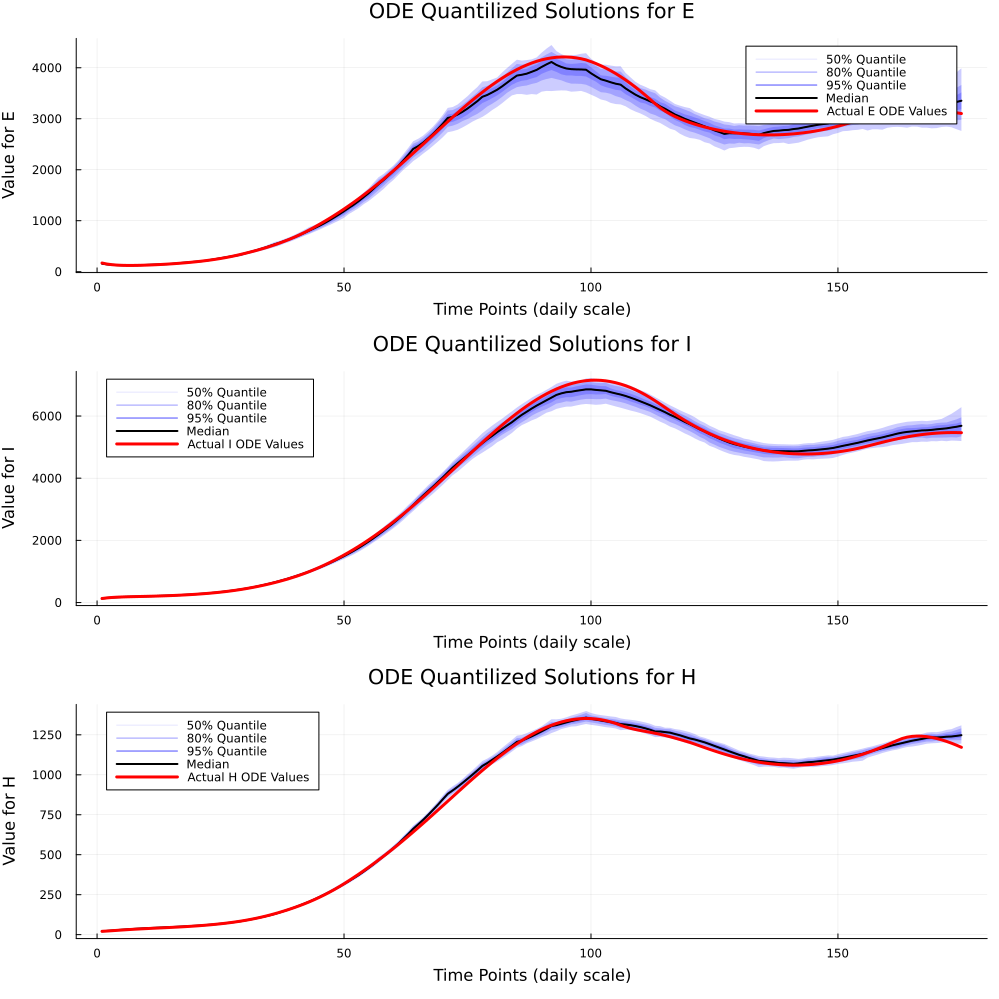 ODE Quantilized Solutions for E
Value for E
4000
3000
2000
1000
0
50% Quantile
80% Quantile
95% Quantile
Median
Actual E ODE Values
0 50 100 150
Time Points (daily scale)
ODE Quantilized Solutions for I
Value for I
6000
4000
2000
0
50% Quantile
80% Quantile
95% Quantile
Median
Actual I ODE Values
0 50 100 150
Time Points (daily scale)
ODE Quantilized Solutions for H
Value for H
1250
1000
750
500
250
0
50% Quantile
80% Quantile
95% Quantile
Median
Actual H ODE Values
0 50 100 150
Time Points (daily scale)